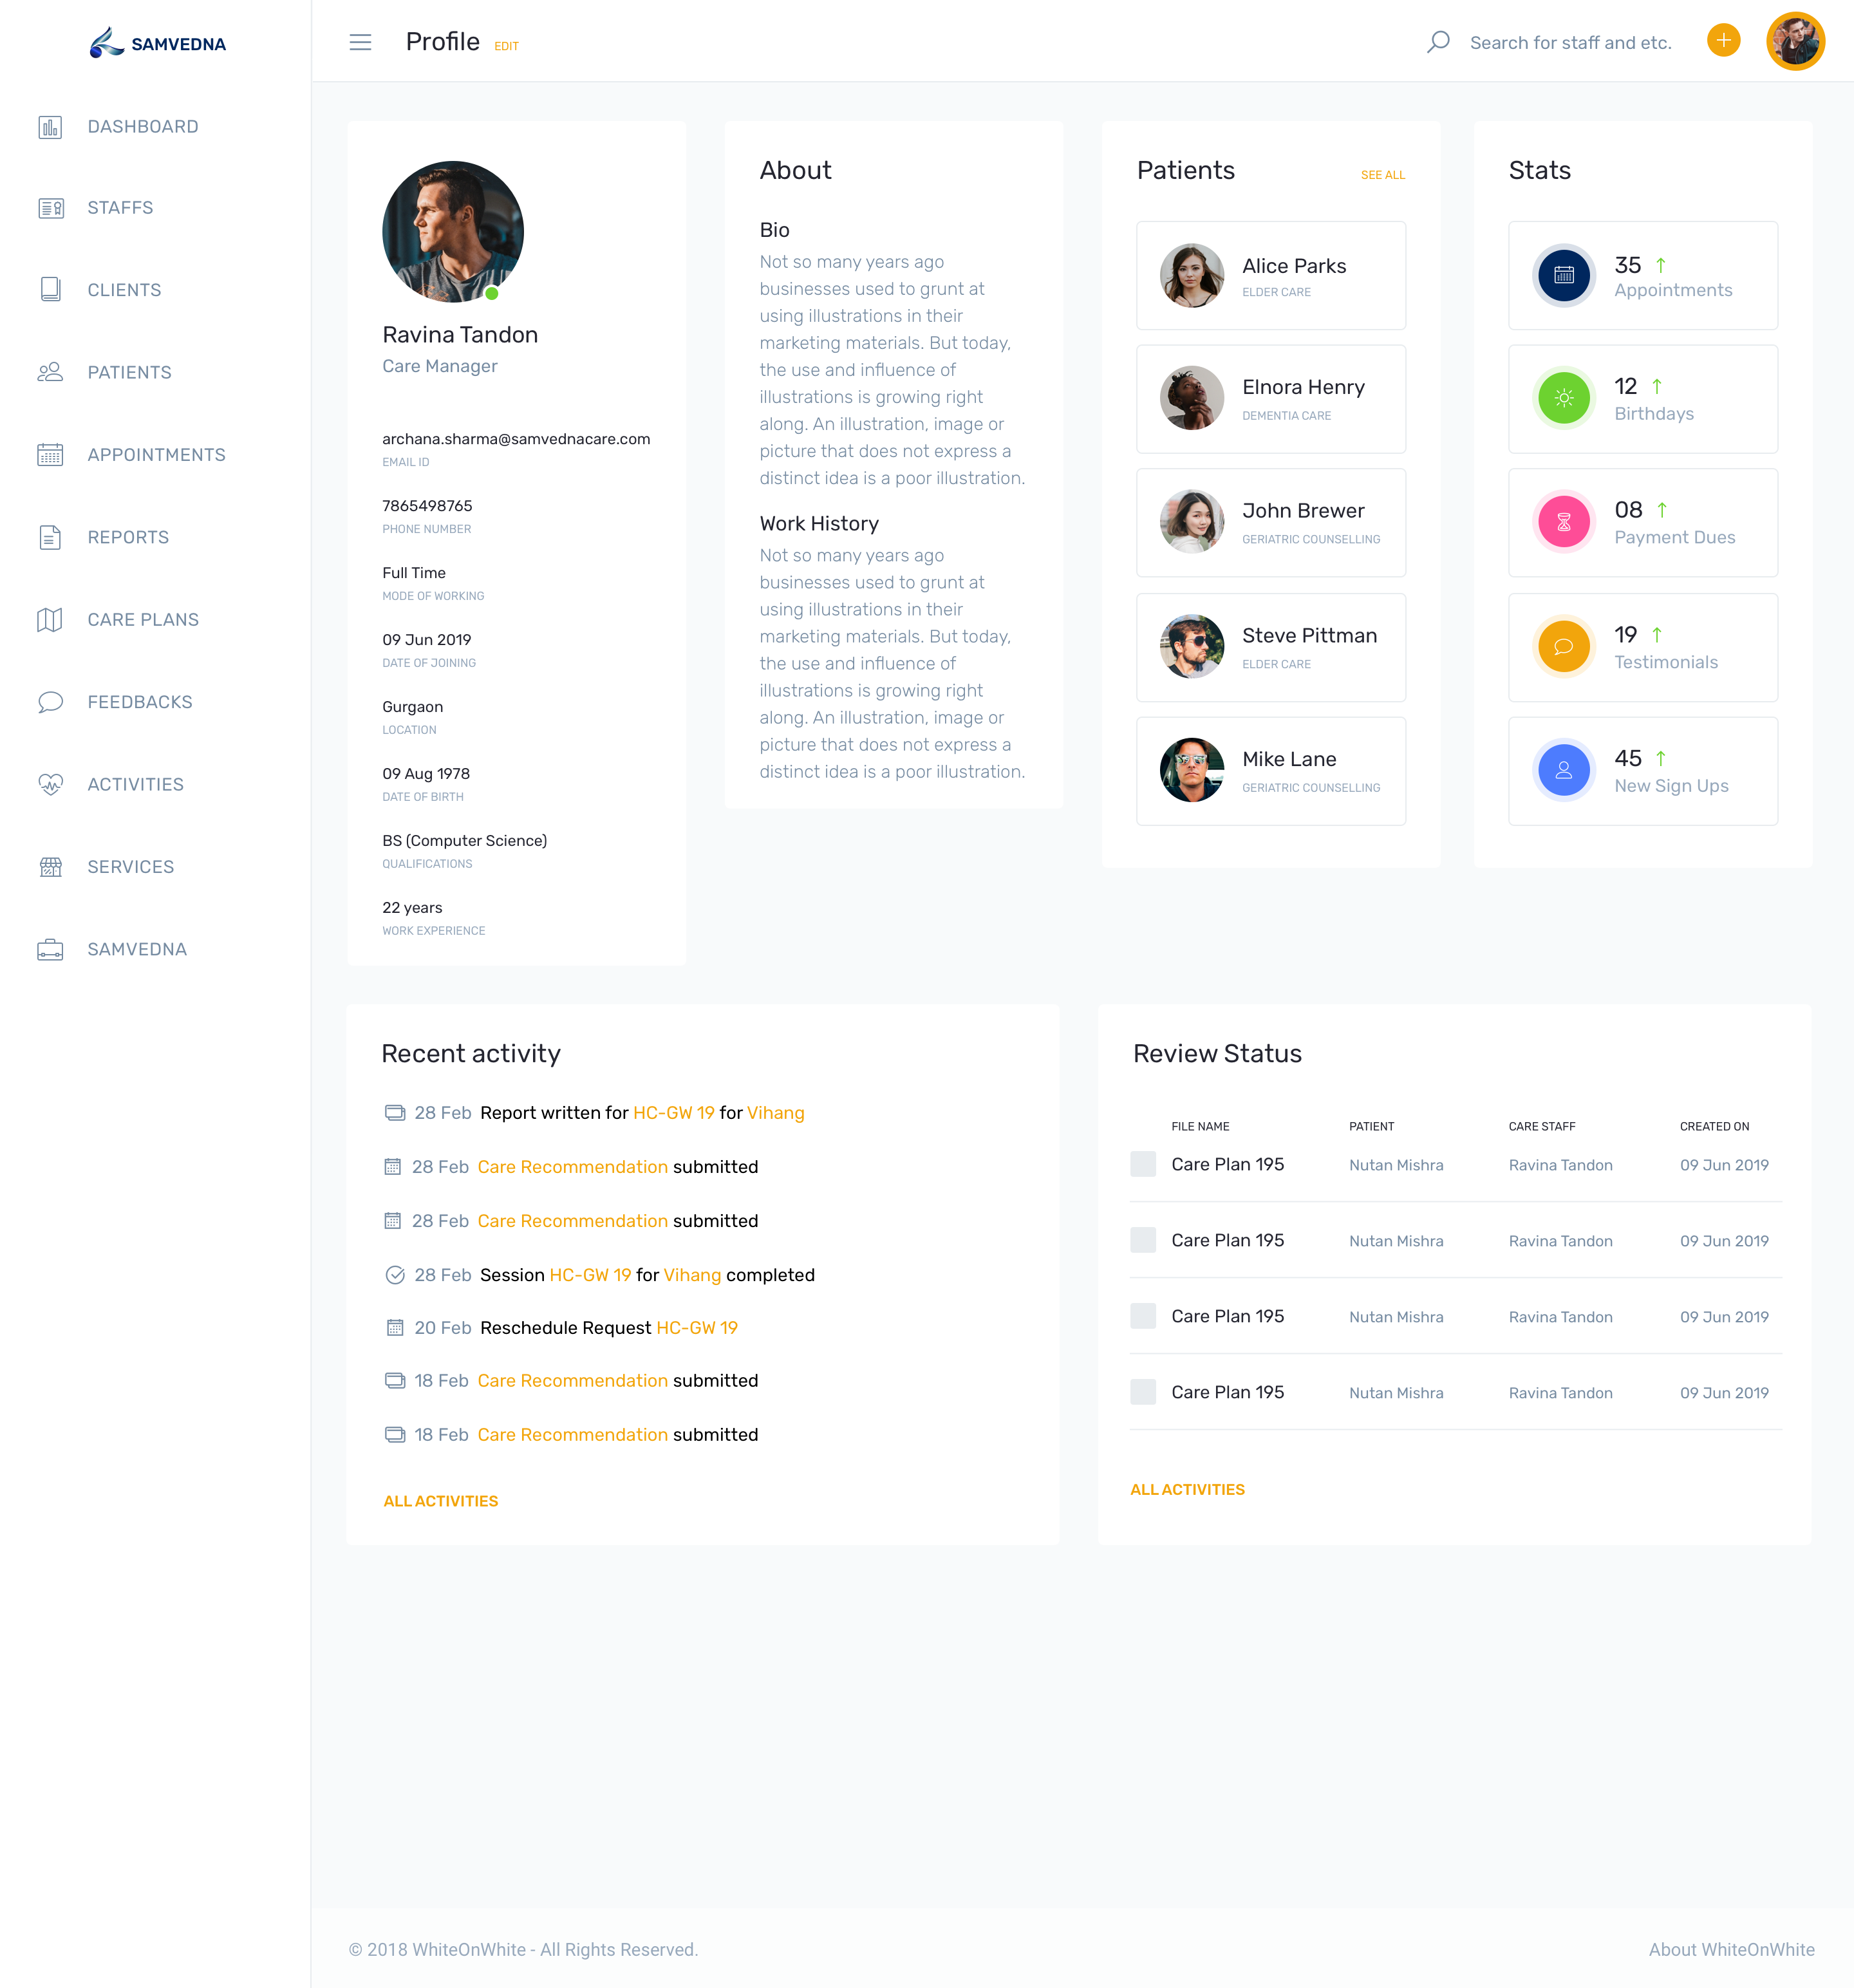 SAMVEDNA
DASHBOARD
STAFFS
CLIENTS
PATIENTS
APPOINTMENTS
REPORTS
CARE PLANS
FEEDBACKS
ACTIVITIES
SERVICES
SAMVEDNA
Profile EDIT
Search for staff and etc.
Ravina Tandon
Care Manager
archana.sharma@samvednacare.com
EMAIL ID
7865498765
PHONE NUMBER
Full Time
MODE OF WORKING
09 Jun 2019
DATE OF JOINING
Gurgaon
LOCATION
09 Aug 1978
DATE OF BIRTH
BS (Computer Science)
QUALIFICATIONS
22 years
WORK EXPERIENCE
About
Bio
Not so many years ago
businesses used to grunt at
using illustrations in their
marketing materials. But today,
the use and influence of
illustrations is growing right
along. An illustration, image or
picture that does not express a
distinct idea is a poor illustration.
Work History
Not so many years ago
businesses used to grunt at
using illustrations in their
marketing materials. But today,
the use and influence of
illustrations is growing right
along. An illustration, image or
picture that does not express a
distinct idea is a poor illustration.
Patients SEE ALL
Alice Parks
ELDER CARE
Elnora Henry
DEMENTIA CARE
John Brewer
GERIATRIC COUNSELLING
Steve Pittman
ELDER CARE
Mike Lane
GERIATRIC COUNSELLING
Stats
35 ↑
Appointments
12 ↑
Birthdays
08 ↑
Payment Dues
19 ↑
Testimonials
45 ↑
New Sign Ups
Recent activity
28 Feb Report written for HC-GW 19 for Vihang
28 Feb Care Recommendation submitted
28 Feb Care Recommendation submitted
28 Feb Session HC-GW 19 for Vihang completed
20 Feb Reschedule Request HC-GW 19
18 Feb Care Recommendation submitted
18 Feb Care Recommendation submitted
ALL ACTIVITIES
Review Status
FILE NAME PATIENT CARE STAFF CREATED ON
Care Plan 195 Nutan Mishra Ravina Tandon 09 Jun 2019
Care Plan 195 Nutan Mishra Ravina Tandon 09 Jun 2019
Care Plan 195 Nutan Mishra Ravina Tandon 09 Jun 2019
Care Plan 195 Nutan Mishra Ravina Tandon 09 Jun 2019
ALL ACTIVITIES
© 2018 WhiteOnWhite - All Rights Reserved. About WhiteOnWhite